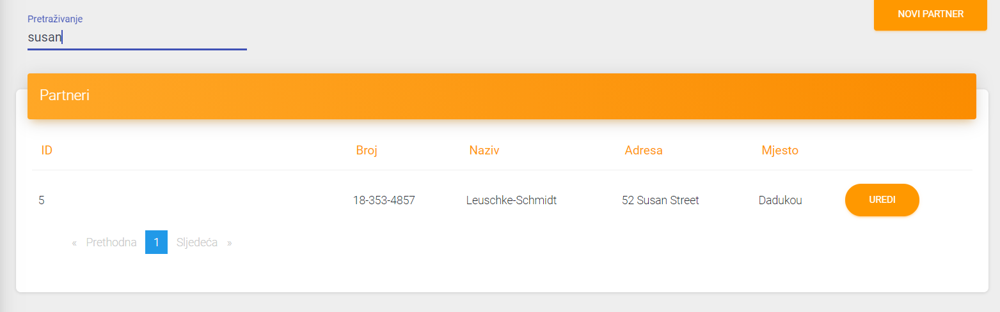 Pretraživanje
NOVI PARTNER
susan
Partneri
ID Broj Naziv Adresa Mjesto
5 18-353-4857 Leuschke-Schmidt 52 Susan Street Dadukou UREDI
« Prethodna 1 Sljedeća »